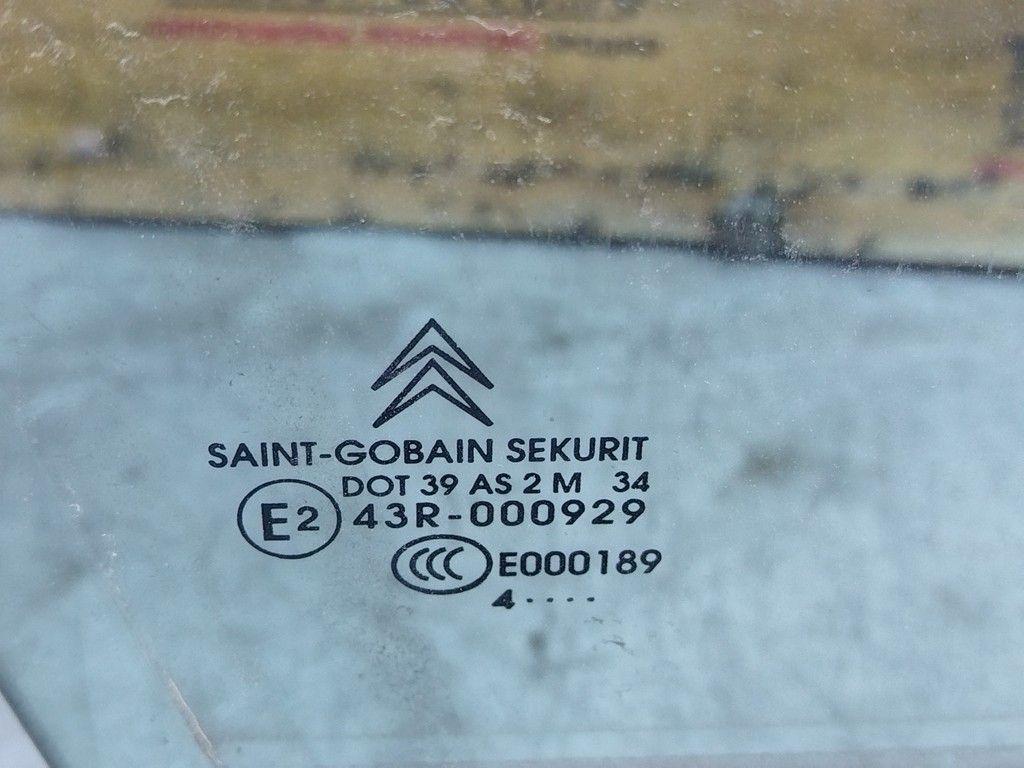 SAINT-GOBAIN SEKURIT
DOT 39 AS 2 M 34
E2 43R-000929
CCC E000189
4 ....